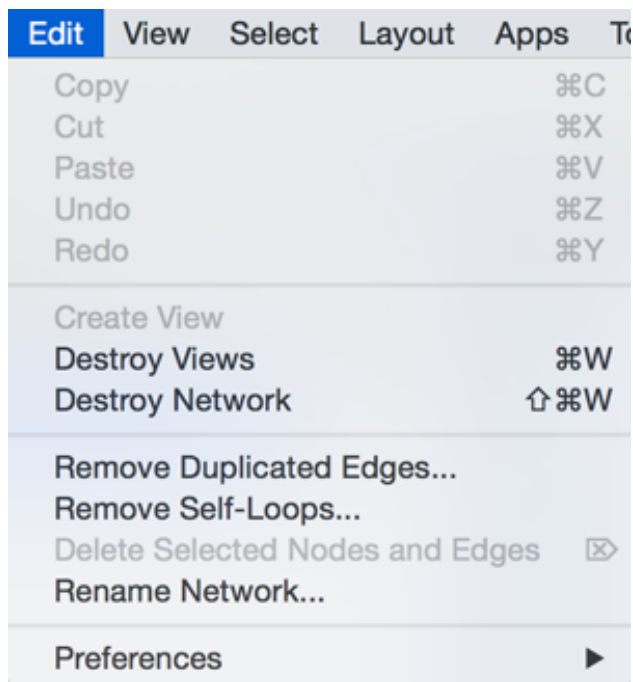 Edit View Select Layout Apps
Copy ⌘C
Cut ⌘X
Paste ⌘V
Undo ⌘Z
Redo ⌘Y
Create View
Destroy Views ⌘W
Destroy Network ⇧⌘W
Remove Duplicated Edges...
Remove Self-Loops...
Delete Selected Nodes and Edges ⌦
Rename Network...
Preferences ▶